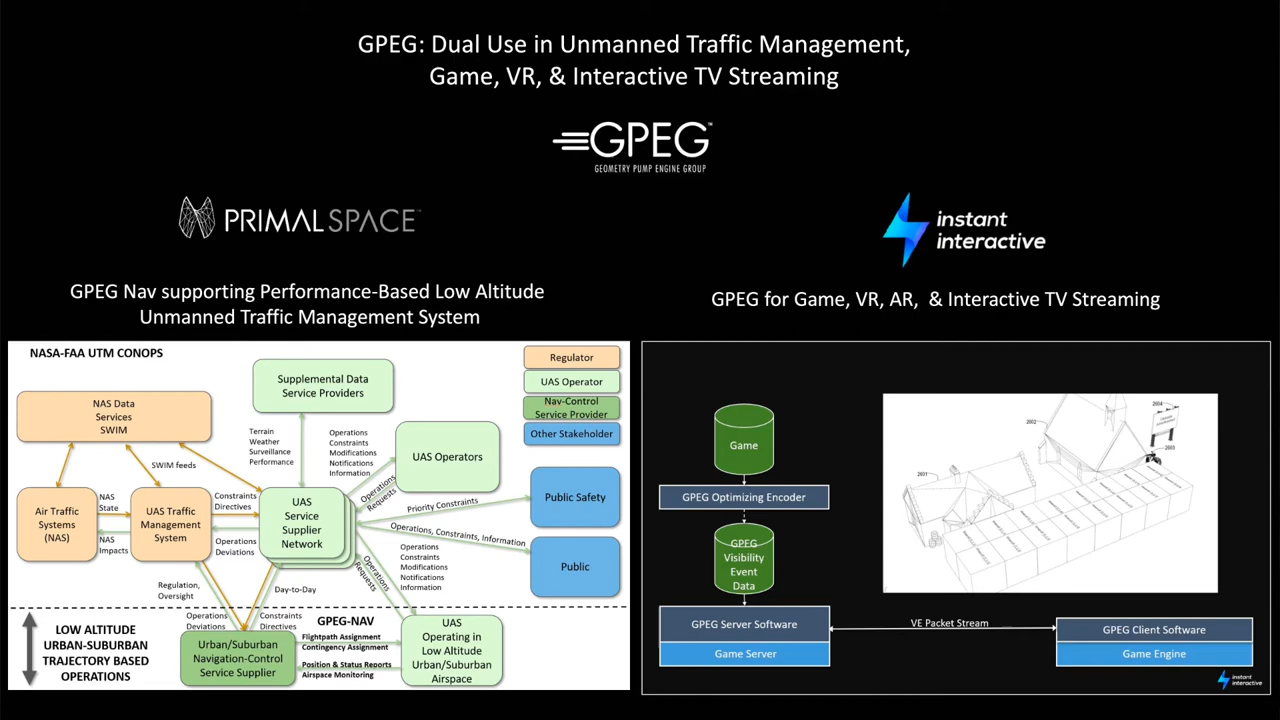 GPEG: Dual Use in Unmanned Traffic Management,
Game, VR, & Interactive TV Streaming
GPEG™
GEOMETRY PUMP ENGINE GROUP
PRIMAL SPACE™
instant
interactive
GPEG Nav supporting Performance-Based Low Altitude
Unmanned Traffic Management System
GPEG for Game, VR, AR, & Interactive TV Streaming
NASA-FAA UTM CONOPS
Regulator
UAS Operator
Nav-Control
Service Provider
Other Stakeholder
Supplemental Data
Service Providers
NAS Data
Services
SWIM
Terrain
Weather
Surveillance
Performance
Operations
Constraints
Modifications
Notifications
Information
UAS Operators
SWIM feeds
Operations
Requests
Air Traffic
Systems
(NAS)
NAS
State
NAS
Impacts
UAS Traffic
Management
System
Constraints
Directives
Operations
Deviations
UAS
Service
Supplier
Network
Priority Constraints
Public Safety
Operations, Constraints, Information
Public
Operations
Constraints
Modifications
Notifications
Information
Operations
Requests
Regulation,
Oversight
Day-to-Day
Operations
Deviations
Constraints
Directives
LOW ALTITUDE
URBAN-SUBURBAN
TRAJECTORY BASED
OPERATIONS
Urban/Suburban
Navigation-Control
Service Supplier
GPEG-NAV
Flightpath Assignment
Contingency Assignment
Position & Status Reports
Airspace Monitoring
UAS
Operating in
Low Altitude
Urban/Suburban
Airspace
Game
GPEG Optimizing Encoder
GPEG
Visibility
Event
Data
GPEG Server Software
Game Server
VE Packet Stream
GPEG Client Software
Game Engine
2001
2002
2003
2004
instant
interactive